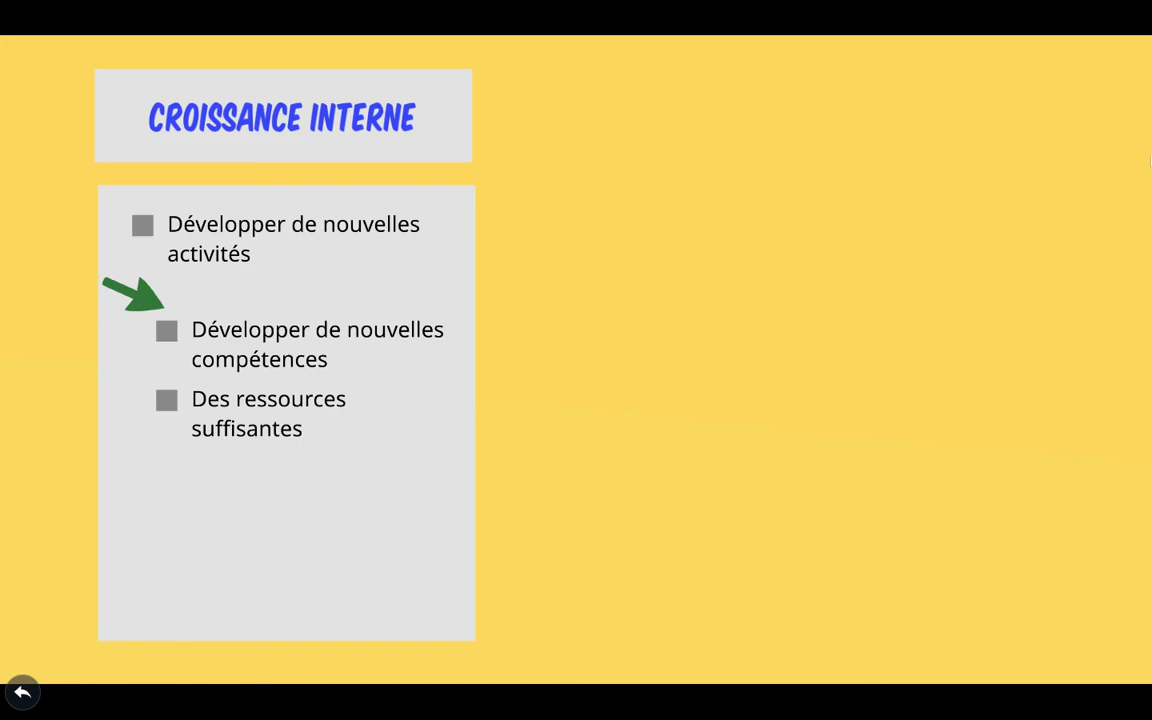 CROISSANCE INTERNE
Développer de nouvelles
activités
Développer de nouvelles
compétences
Des ressources
suffisantes